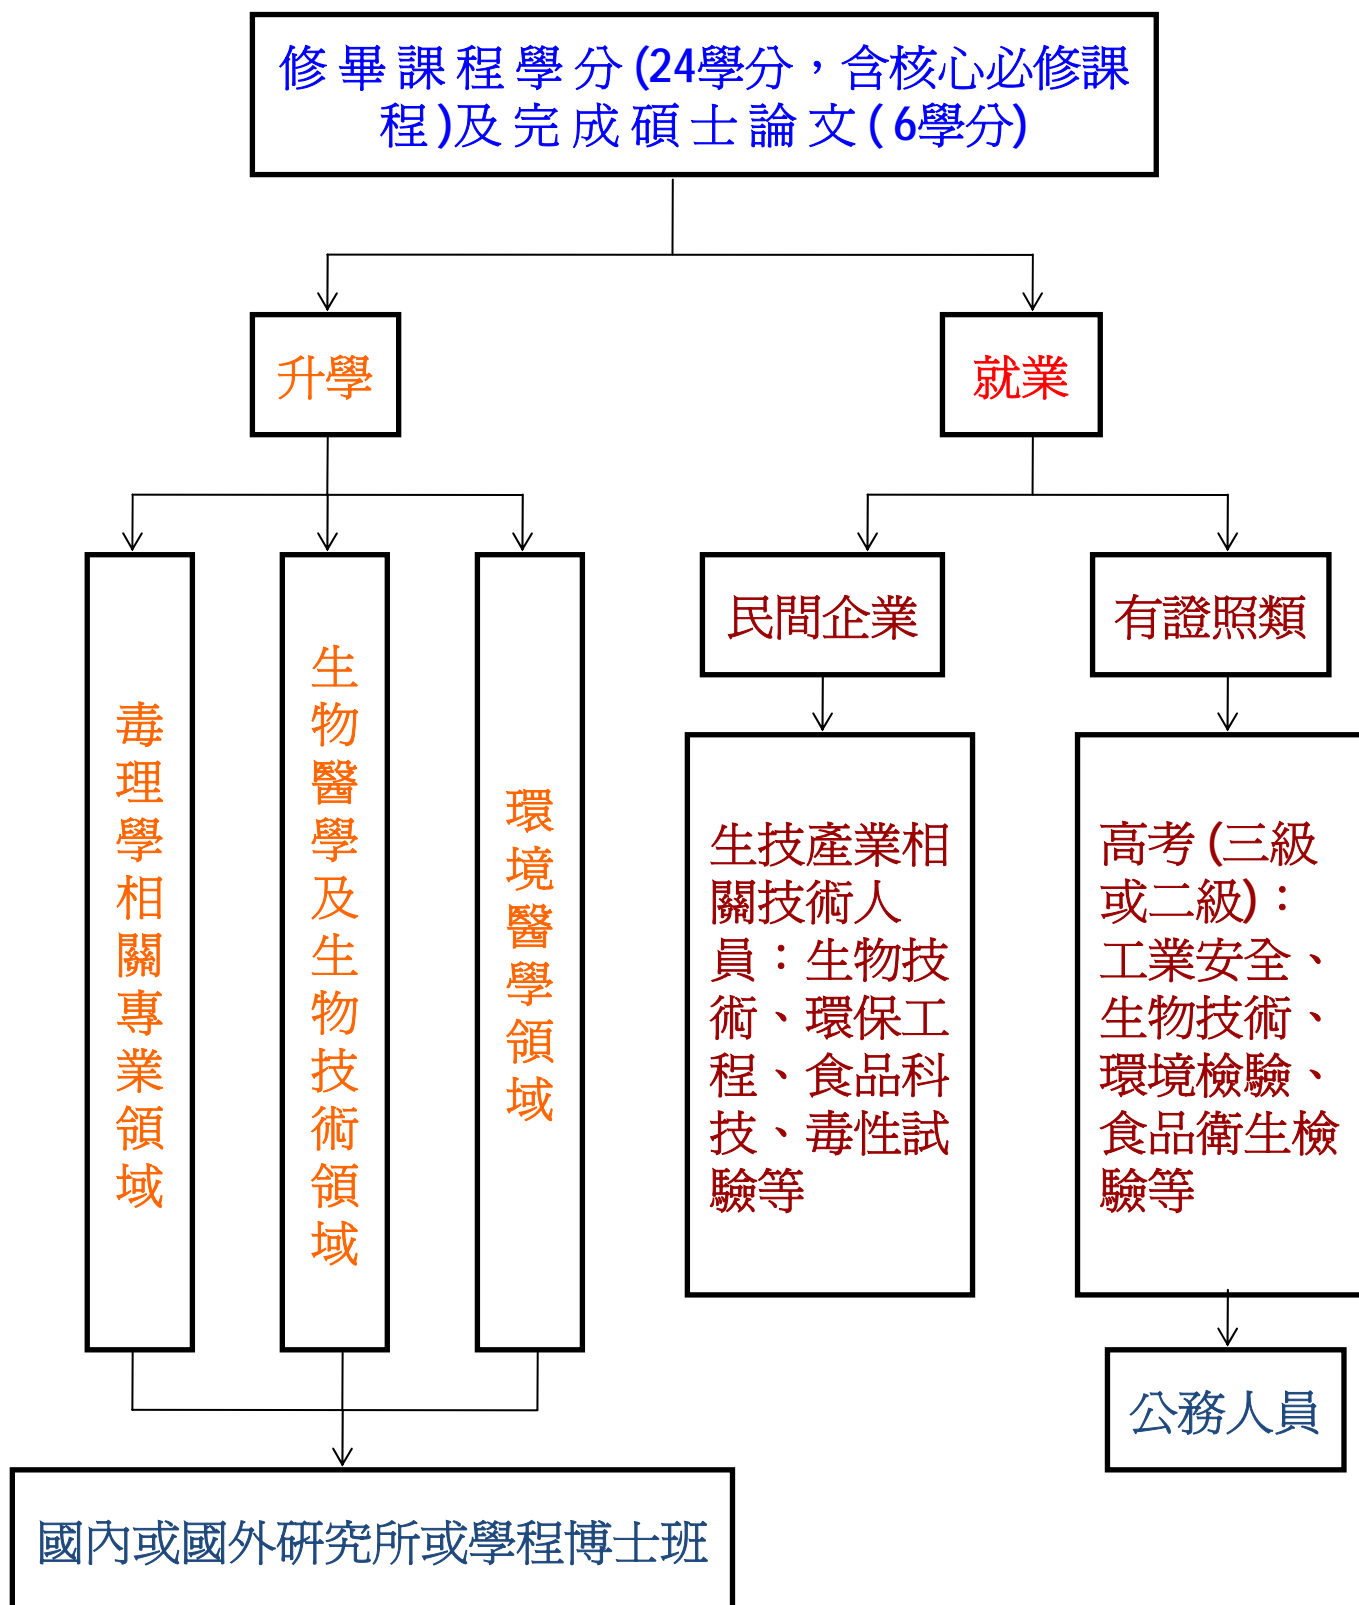 修畢課程學分(24學分，含核心必修課
程)及完成碩士論文(6學分)
升學
就業
毒理學相關專業領域
生物醫學及生物技術領域
環境醫學領域
民間企業
有證照類
生技產業相
關技術人
員：生物技
術、環保工
程、食品科
技、毒性試
驗等
高考(三級
或二級)：
工業安全、
生物技術、
環境檢驗、
食品衛生檢
驗等
公務人員
國內或國外研究所或學程博士班